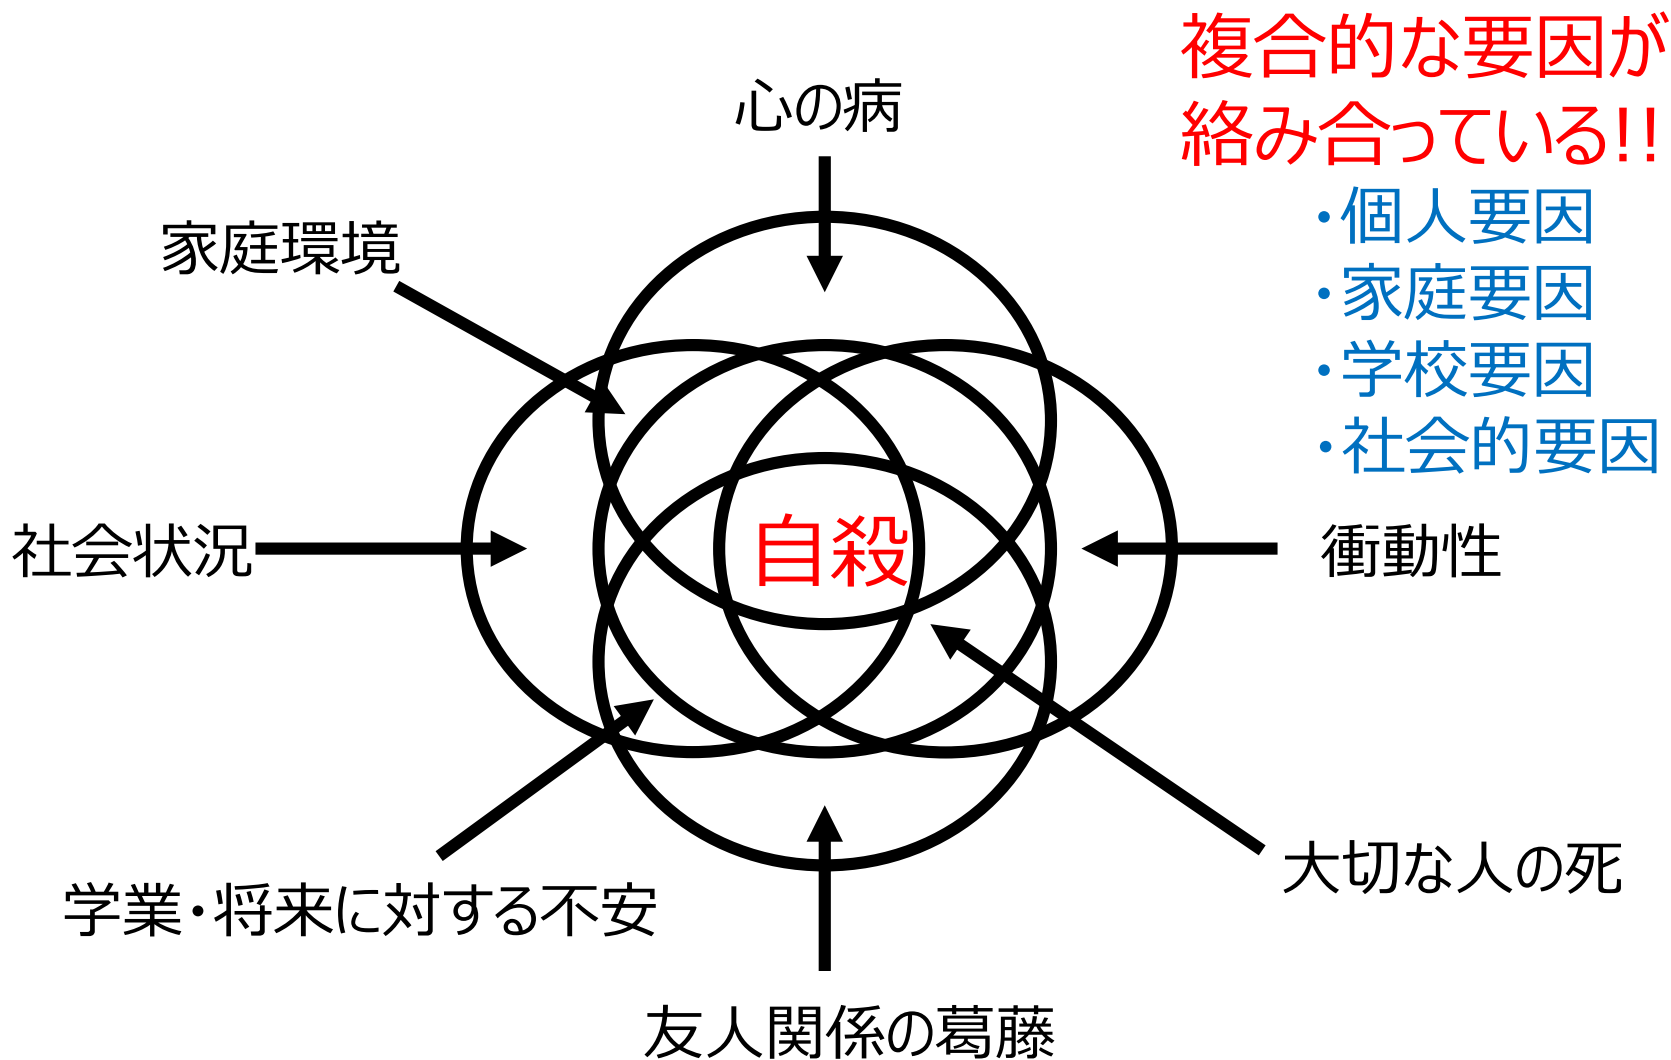 複合的な要因が
絡み合っている!!
・個人要因
・家庭要因
・学校要因
・社会的要因
心の病
家庭環境
社会状況
自殺
衝動性
大切な人の死
学業・将来に対する不安
友人関係の葛藤